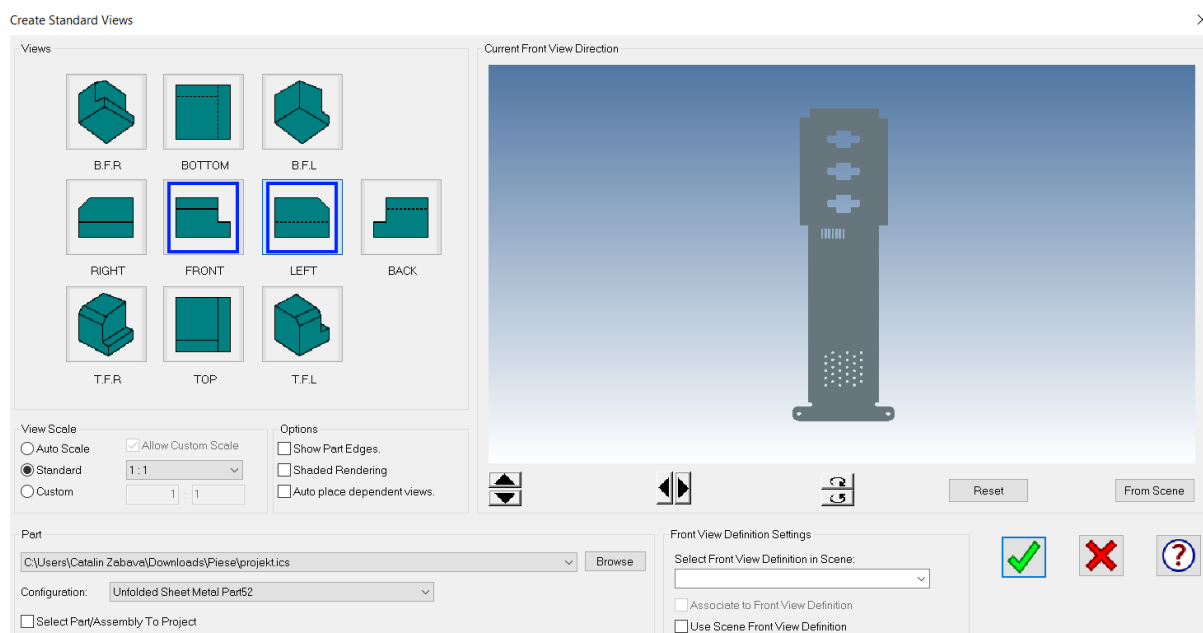 Create Standard Views
Views
Current Front View Direction
B.F.R
BOTTOM
B.F.L
RIGHT
FRONT
LEFT
BACK
T.F.R
TOP
T.F.L
View Scale
Auto Scale
Allow Custom Scale
Standard
1 : 1
Custom
1 : 1
Options
Show Part Edges.
Shaded Rendering
Auto place dependent views.
Reset
From Scene
Part
C:\Users\Catalin Zabava\Downloads\Piese\projekt.ics
Browse
Configuration:
Unfolded Sheet Metal Part52
Select Part/Assembly To Project
Front View Definition Settings
Select Front View Definition in Scene:
Associate to Front View Definition
Use Scene Front View Definition